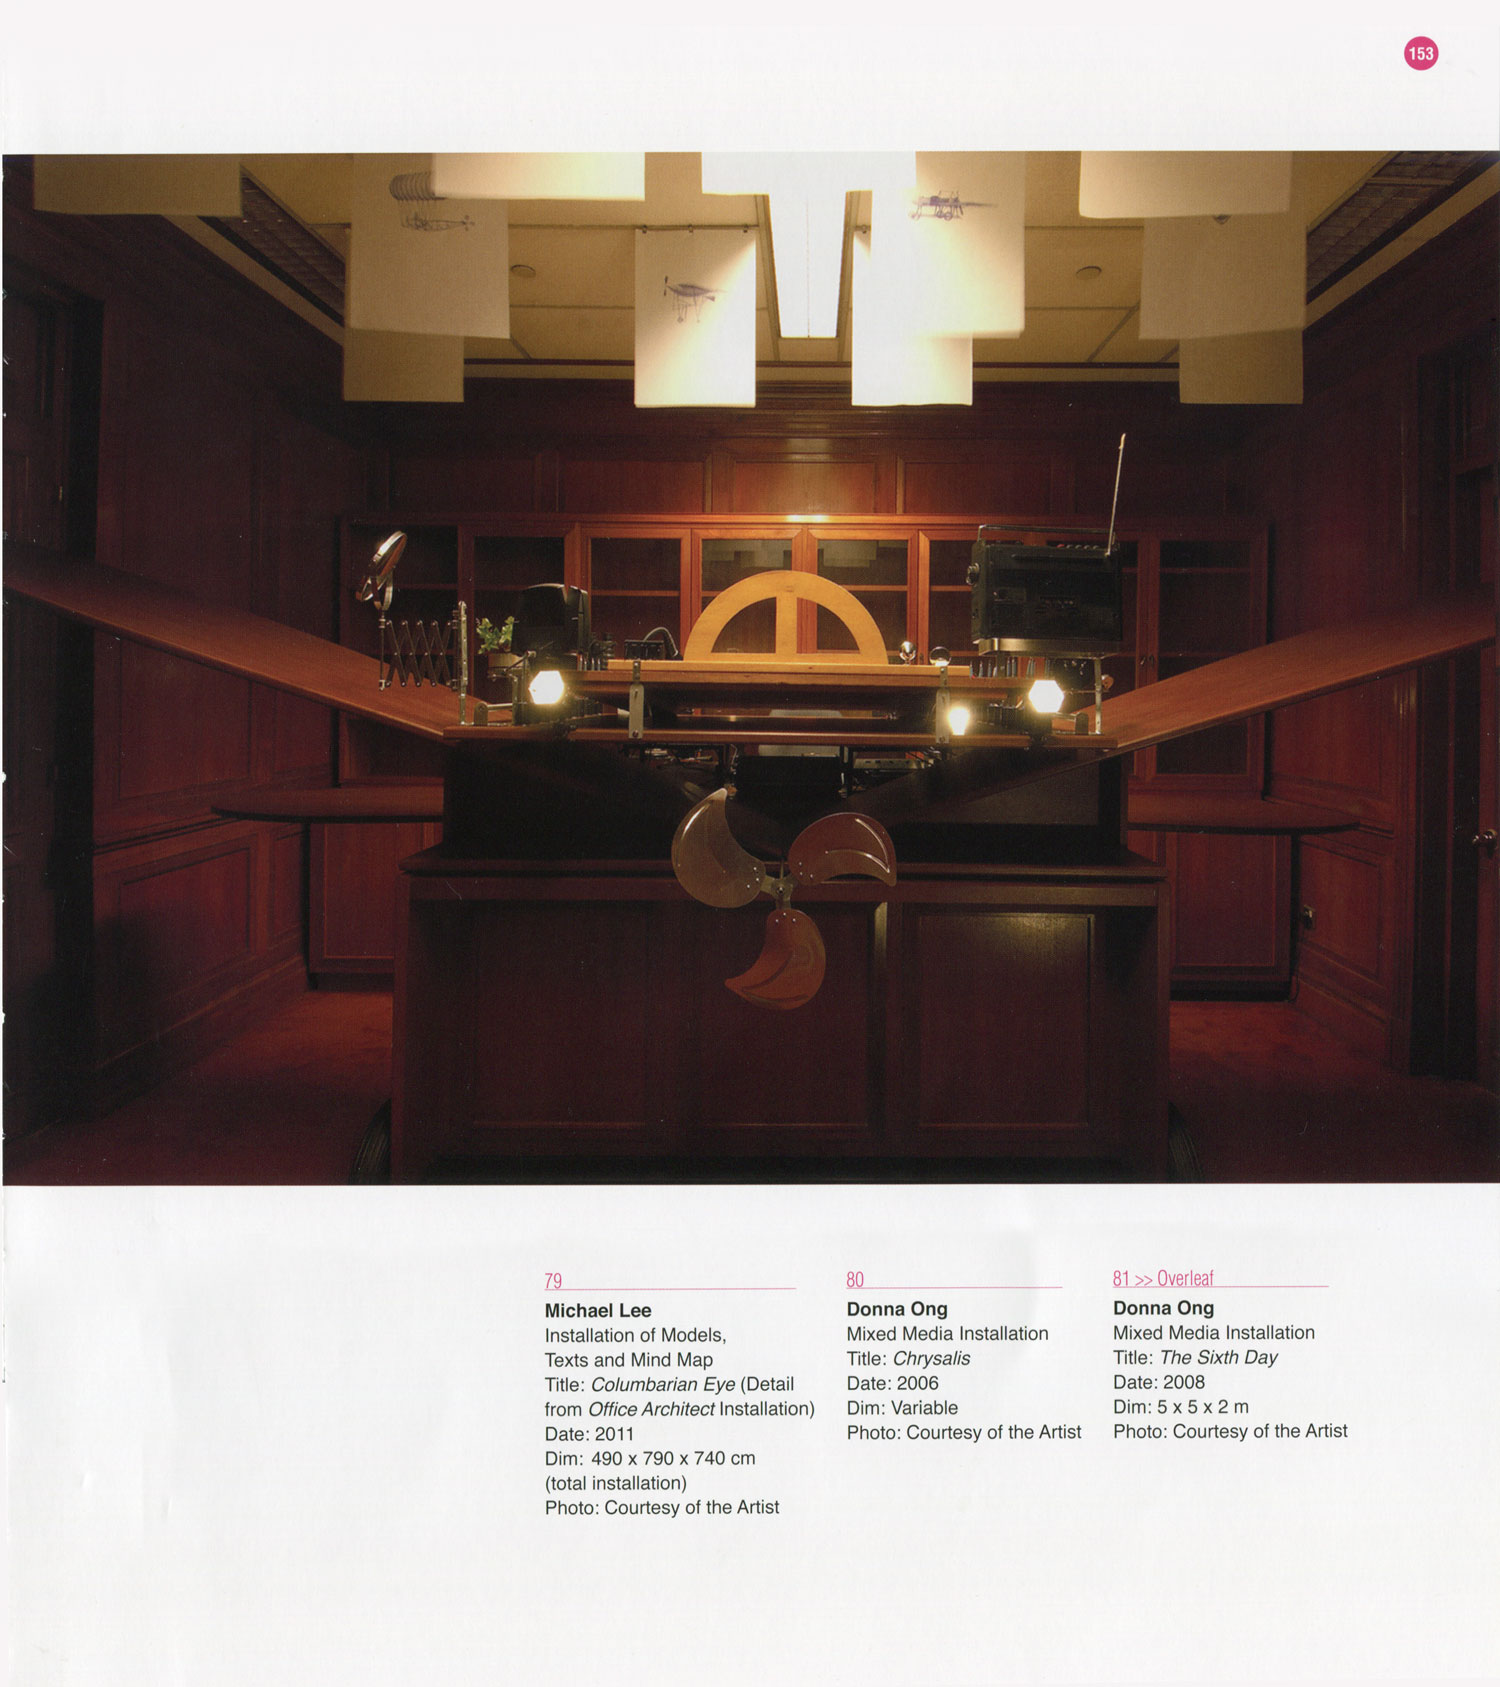 153
79
Michael Lee
Installation of Models,
Texts and Mind Map
Title: Columbarian Eye (Detail
from Office Architect Installation)
Date: 2011
Dim: 490 x 790 x 740 cm
(total installation)
Photo: Courtesy of the Artist
80
Donna Ong
Mixed Media Installation
Title: Chrysalis
Date: 2006
Dim: Variable
Photo: Courtesy of the Artist
81 >> Overleaf
Donna Ong
Mixed Media Installation
Title: The Sixth Day
Date: 2008
Dim: 5 x 5 x 2 m
Photo: Courtesy of the Artist